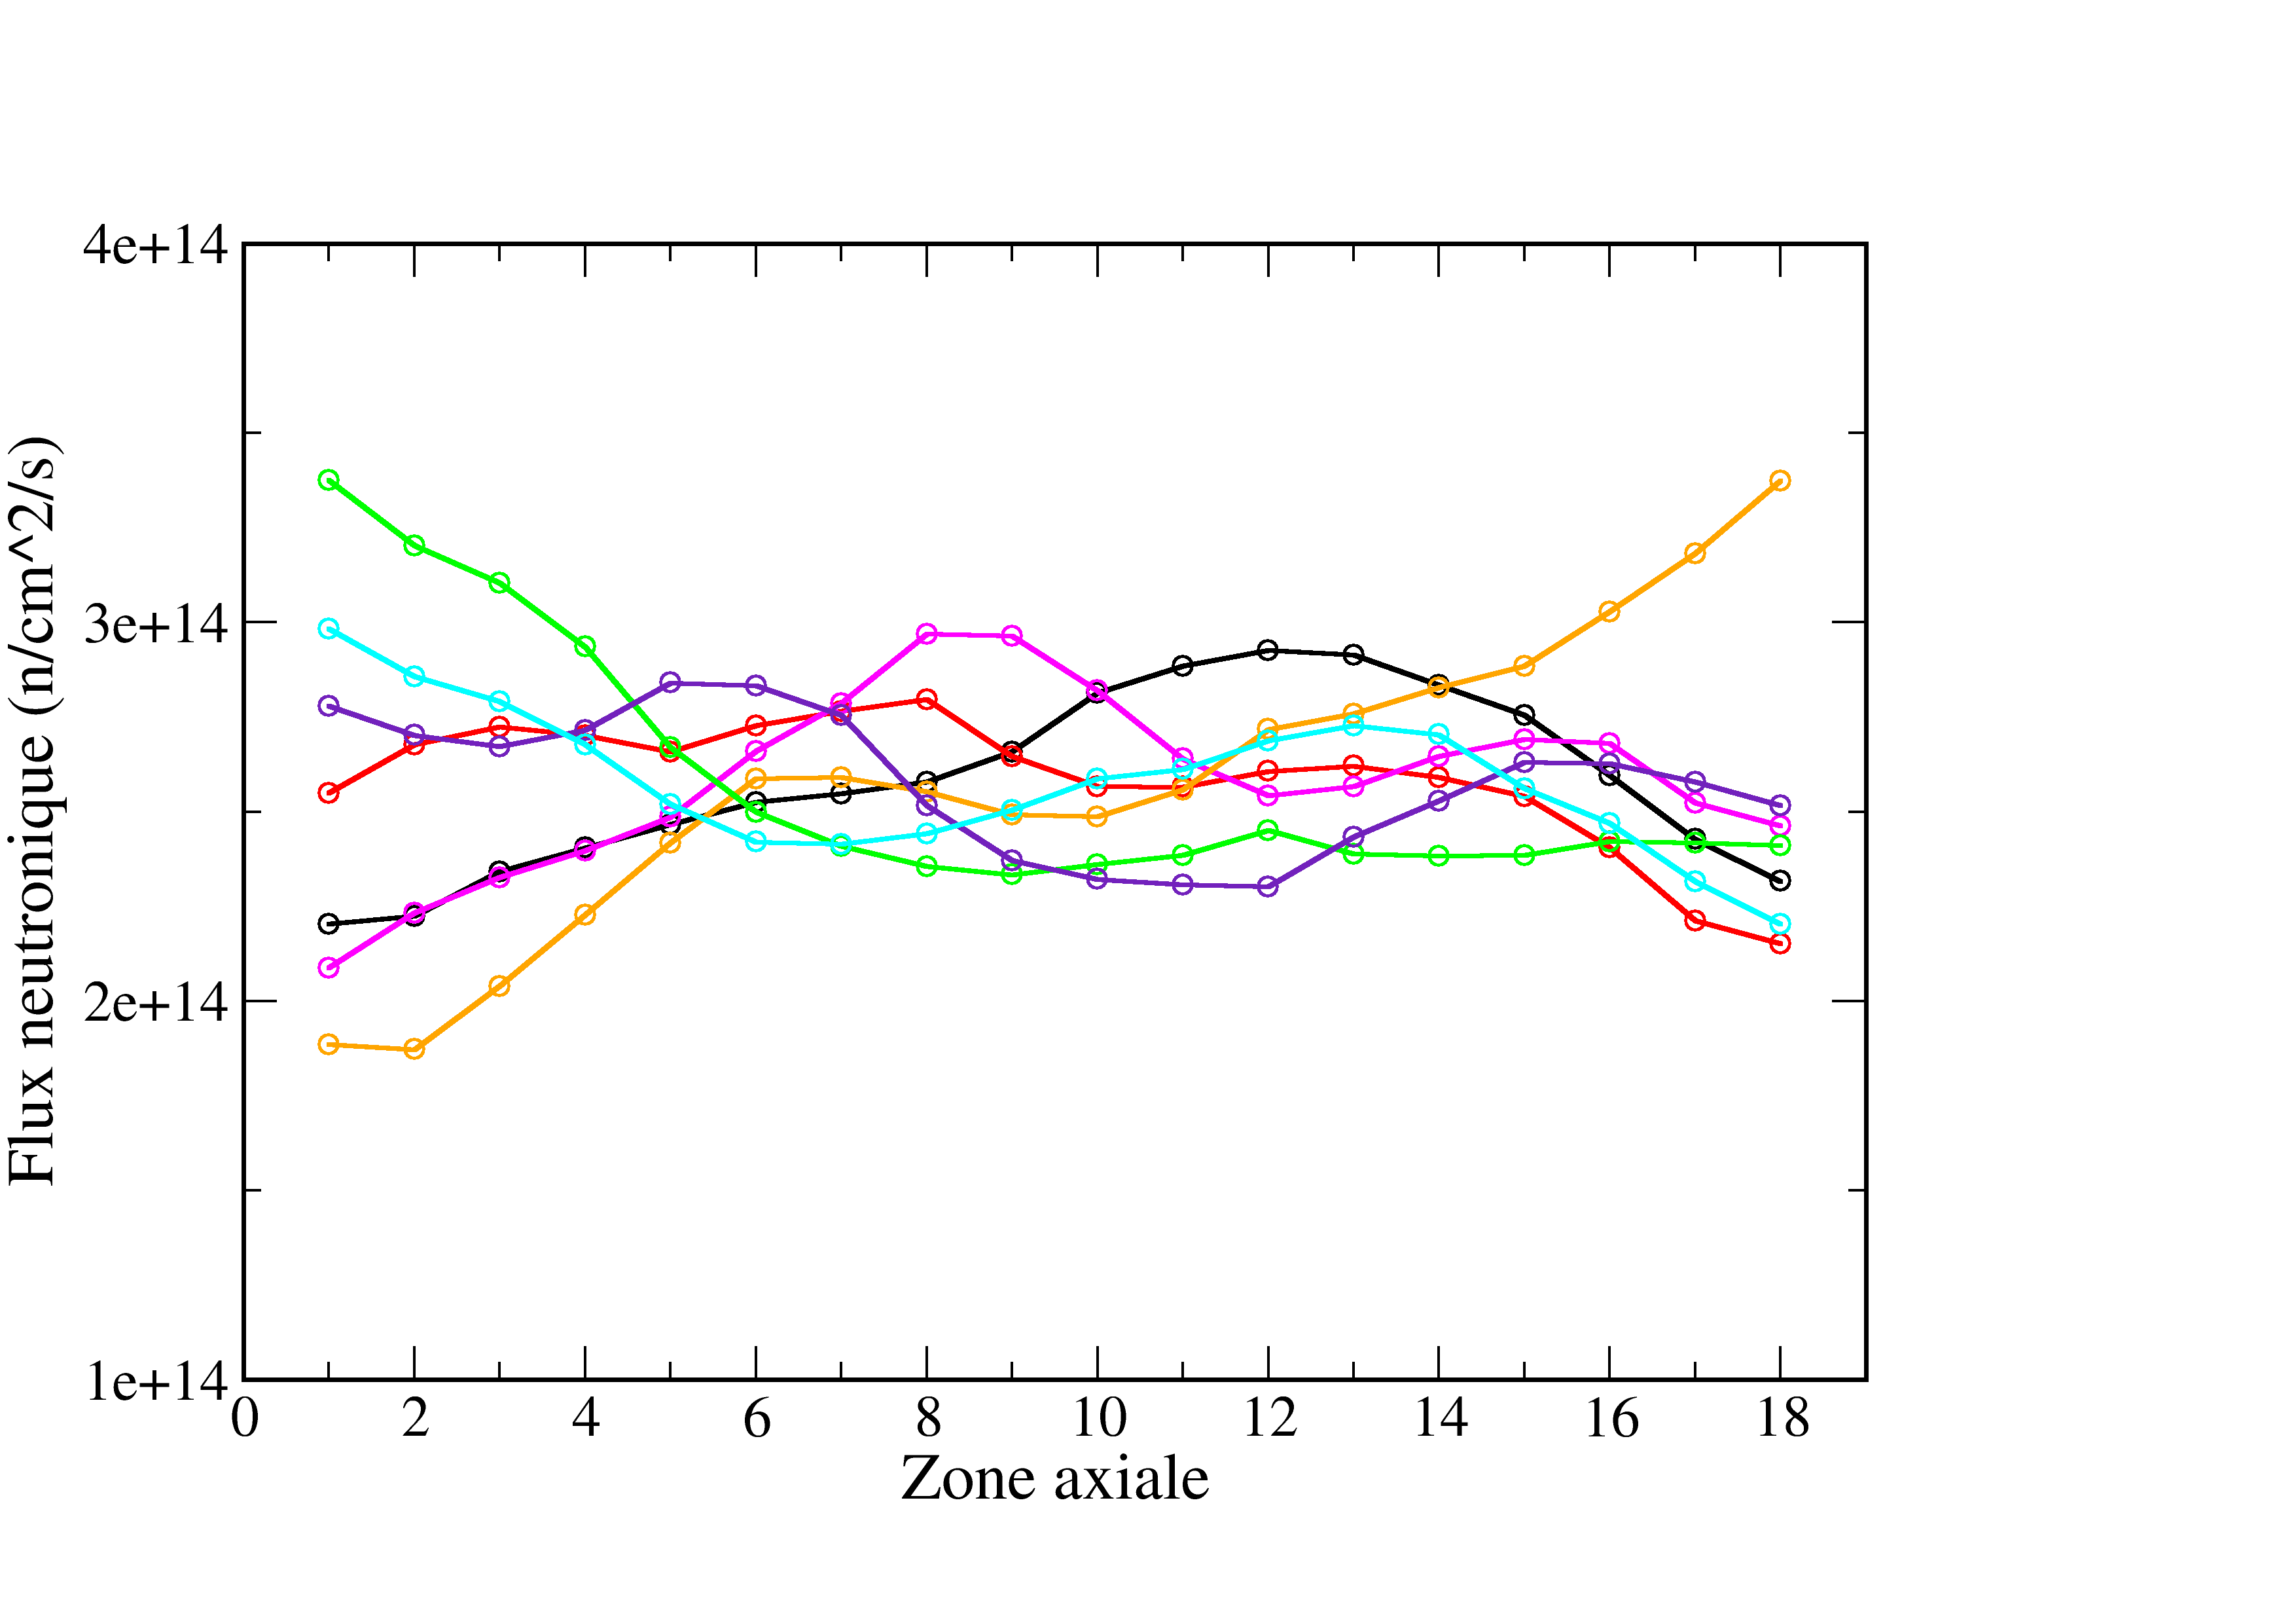 4e+14
3e+14
2e+14
1e+14
Flux neutronique (n/cm^2/s)
0 2 4 6 8 10 12 14 16 18
Zone axiale